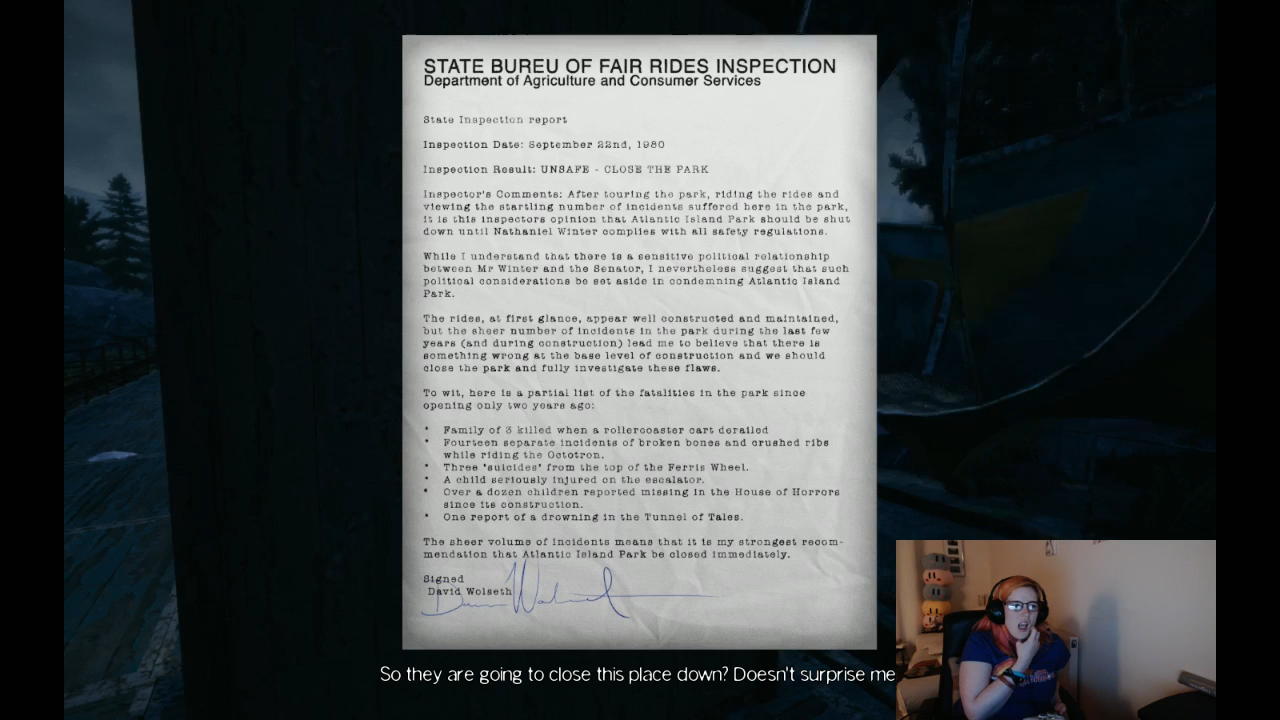 STATE BUREU OF FAIR RIDES INSPECTION
Department of Agriculture and Consumer Services
State Inspection report
Inspection Date: September 22nd, 1980
Inspection Result: UNSAFE - CLOSE THE PARK
Inspector's Comments: After touring the park, riding the rides and
viewing the startling number of incidents suffered here in the park,
it is this inspectors opinion that Atlantic Island Park should be shut
down until Nathaniel Winter complies with all safety regulations.
While I understand that there is a sensitive political relationship
between Mr Winter and the Senator, I nevertheless suggest that such
political considerations be set aside in condemning Atlantic Island
Park.
The rides, at first glance, appear well constructed and maintained,
but the sheer number of incidents in the park during the last few
years (and during construction) lead me to believe that there is
something wrong at the base level of construction and we should
close the park and fully investigate these flaws.
To wit, here is a partial list of the fatalities in the park since
opening only two years ago:
* Family of 3 killed when a rollercoaster cart derailed
* Fourteen separate incidents of broken bones and crushed ribs
while riding the Octotron.
* Three 'suicides' from the top of the Ferris Wheel.
* A child seriously injured on the escalator.
* Over a dozen children reported missing in the House of Horrors
since its construction.
* One report of a drowning in the Tunnel of Tales.
The sheer volume of incidents means that it is my strongest recom-
mendation that Atlantic Island Park be closed immediately.
Signed
David Wolseth
So they are going to close this place down? Doesn't surprise me